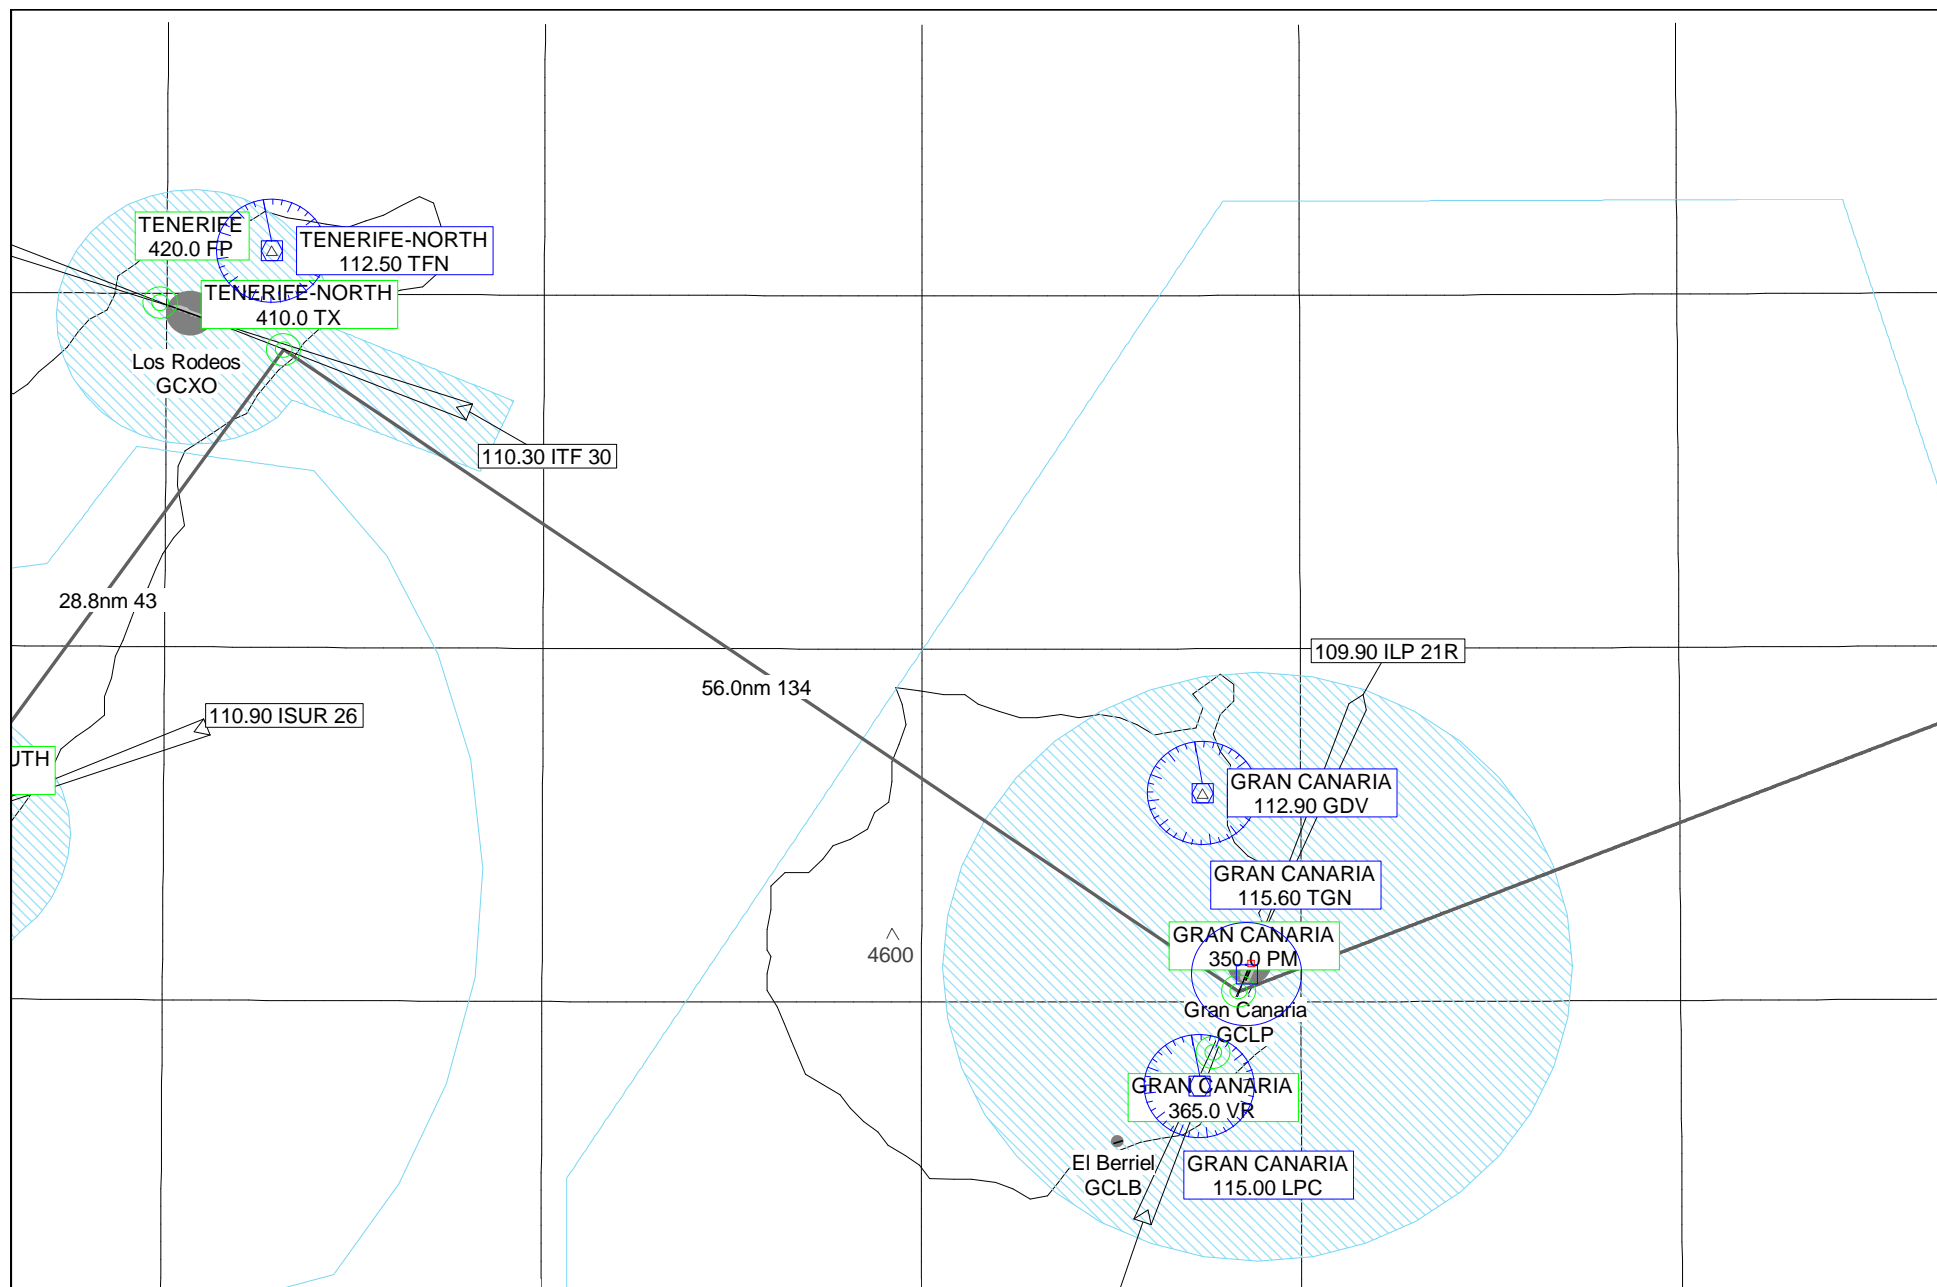 TENERIFE
420.0 FP
TENERIFE-NORTH
112.50 TFN
TENERIFE-NORTH
410.0 TX
Los Rodeos
GCXO
110.30 ITF 30
28.8nm 43
110.90 ISUR 26
UTH
56.0nm 134
109.90 ILP 21R
GRAN CANARIA
112.90 GDV
GRAN CANARIA
115.60 TGN
GRAN CANARIA
350.0 PM
4600
Gran Canaria
GCLP
GRAN CANARIA
365.0 VR
El Berriel
GCLB
GRAN CANARIA
115.00 LPC